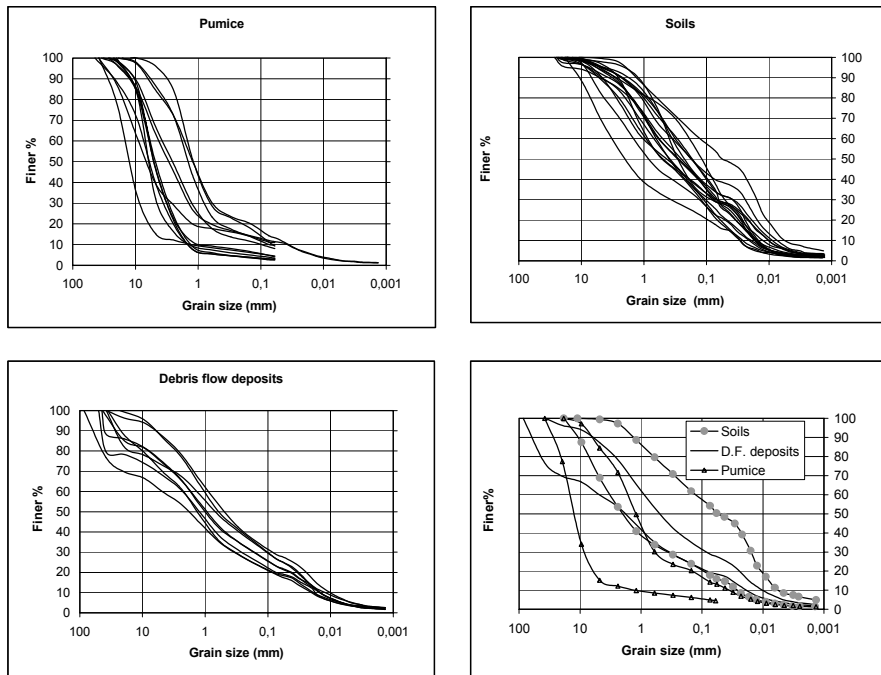 Pumice
100
90
80
70
60
50
40
30
20
10
0
Finer %
100 10 1 0,1 0,01 0,001
Grain size (mm)
Soils
100
90
80
70
60
50
40
30
20
10
0
Finer %
100 10 1 0,1 0,01 0,001
Grain size (mm)
Debris flow deposits
100
90
80
70
60
50
40
30
20
10
0
Finer %
100 10 1 0,1 0,01 0,001
Grain size (mm)
100
90
80
70
60
50
40
30
20
10
0
Finer%
Soils
D.F. deposits
Pumice
100 10 1 0,1 0,01 0,001
Grain size (mm)